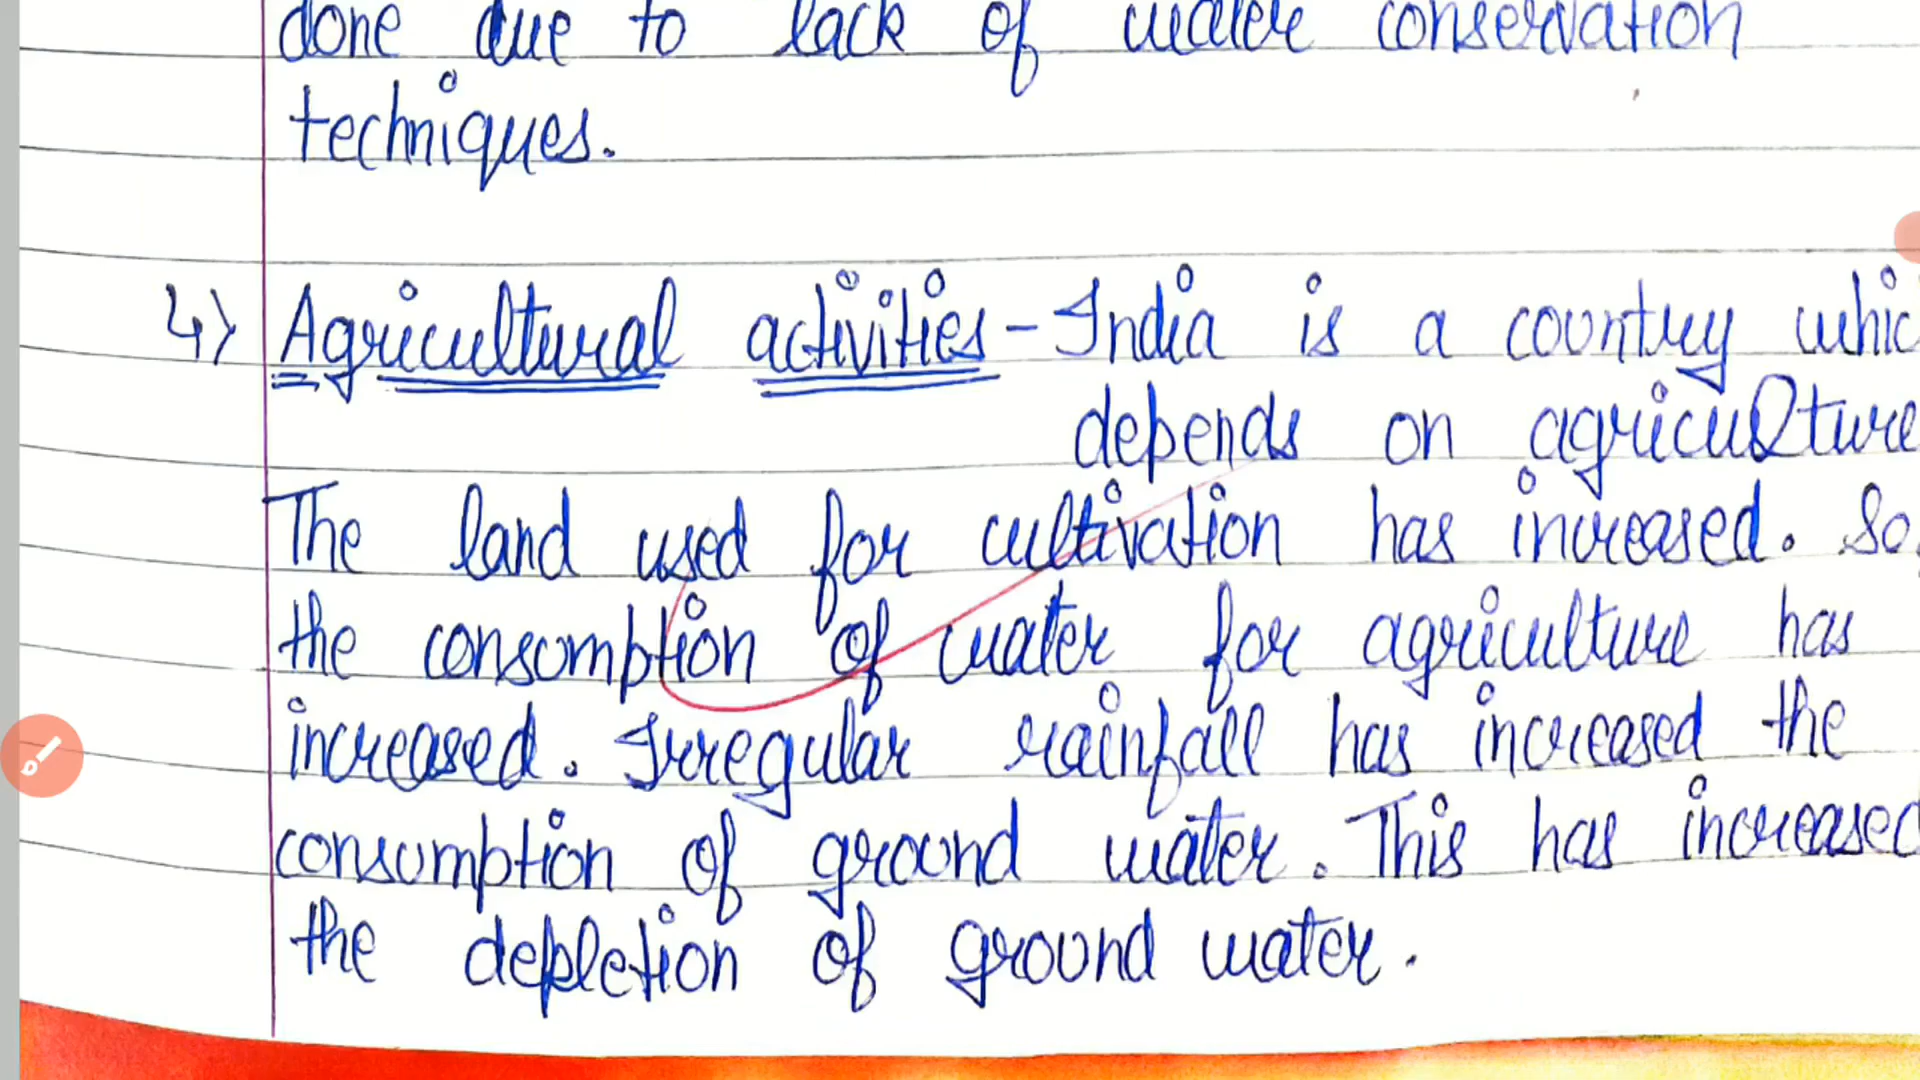 done due to lack of water conservation
techniques.
4) Agricultural activities - India is a country whic
depends on agriculture
The land used for cultivation has increased. So,
the consumption of water for agriculture has
increased. Irregular rainfall has increased the
consumption of ground water. This has increased
the depletion of ground water.